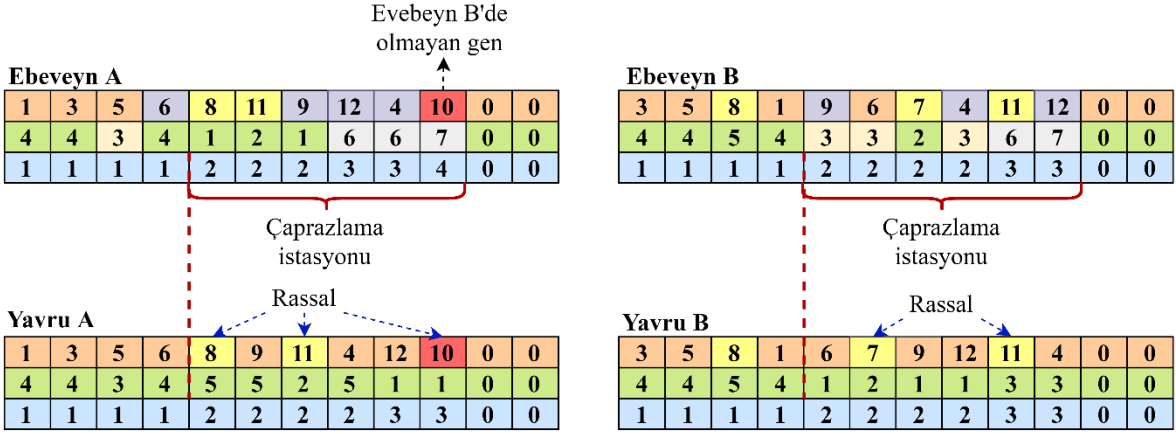 Evebeyn B'de
olmayan gen
Ebeveyn A
1 3 5 6 8 11 9 12 4 10 0 0
4 4 3 4 1 2 1 6 6 7 0 0
1 1 1 1 2 2 2 3 3 4 0 0
Çaprazlama
istasyonu
Ebeveyn B
3 5 8 1 9 6 7 4 11 12 0 0
4 4 5 4 3 3 2 3 6 7 0 0
1 1 1 1 2 2 2 2 3 3 0 0
Çaprazlama
istasyonu
Rassal
Yavru A
1 3 5 6 8 9 11 4 12 10 0 0
4 4 3 4 5 5 2 5 1 1 0 0
1 1 1 1 2 2 2 2 3 3 0 0
Rassal
Yavru B
3 5 8 1 6 7 9 12 11 4 0 0
4 4 5 4 1 2 1 1 3 3 0 0
1 1 1 1 2 2 2 2 3 3 0 0